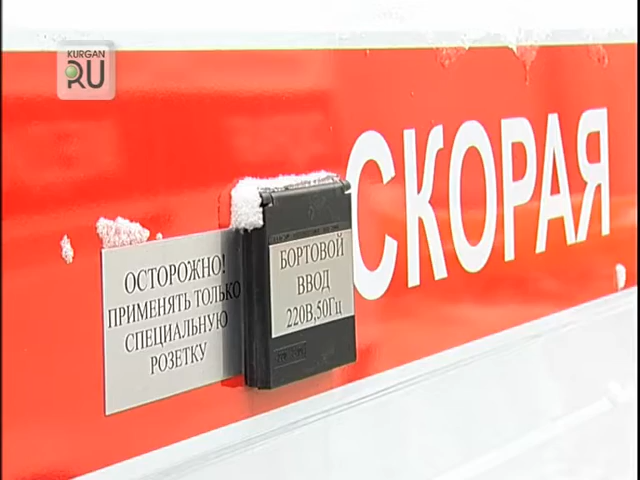 KURGAN
RU
СКОРАЯ
ОСТОРОЖНО!
ПРИМЕНЯТЬ ТОЛЬКО
СПЕЦИАЛЬНУЮ
РОЗЕТКУ
БОРТОВОЙ
ВВОД
220В,50Гц